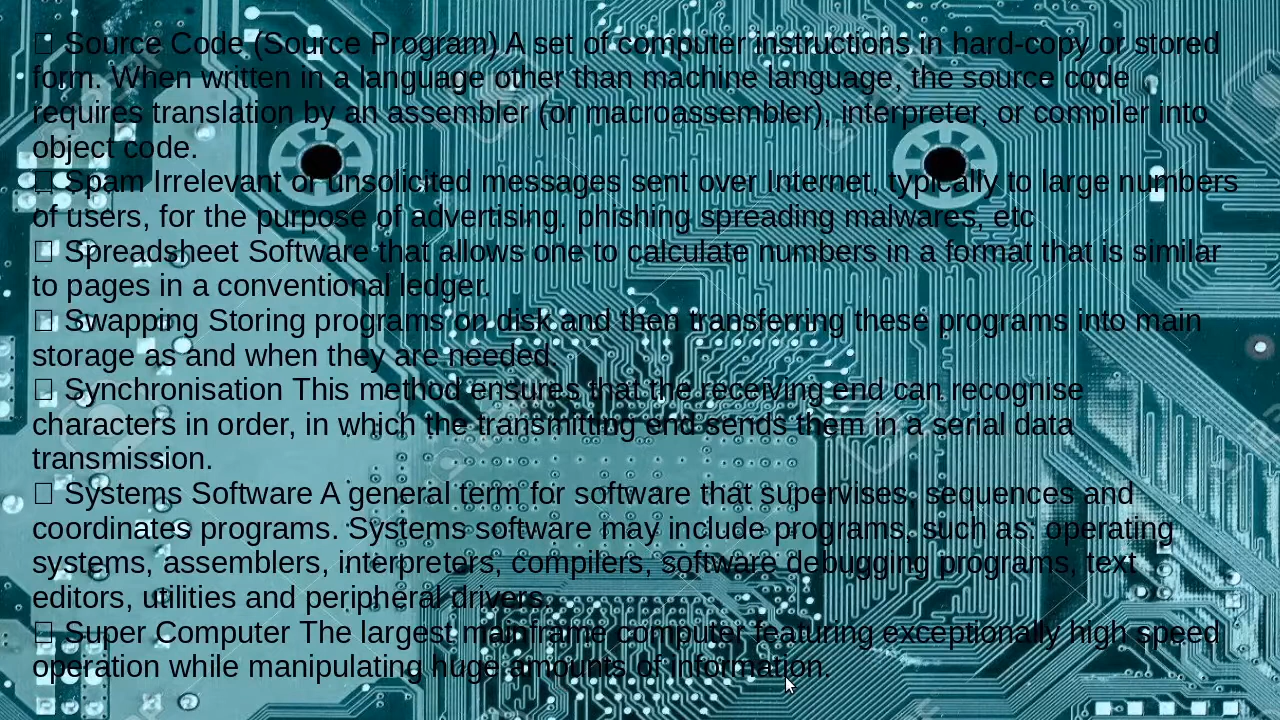 □ Source Code (Source Program) A set of computer instructions in hard-copy or stored
form. When written in a language other than machine language, the source code
requires translation by an assembler (or macroassembler), interpreter, or compiler into
object code.
□ Spam Irrelevant or unsolicited messages sent over Internet, typically to large numbers
of users, for the purpose of advertising. phishing spreading malwares, etc
□ Spreadsheet Software that allows one to calculate numbers in a format that is similar
to pages in a conventional ledger.
□ Swapping Storing programs on disk and then transferring these programs into main
storage as and when they are needed.
□ Synchronisation This method ensures that the receiving end can recognise
characters in order, in which the transmitting end sends them in a serial data
transmission.
□ Systems Software A general term for software that supervises, sequences and
coordinates programs. Systems software may include programs, such as: operating
systems, assemblers, interpreters, compilers, software debugging programs, text
editors, utilities and peripheral drivers.
□ Super Computer The largest mainframe computer featuring exceptionally high speed
operation while manipulating huge amounts of information.